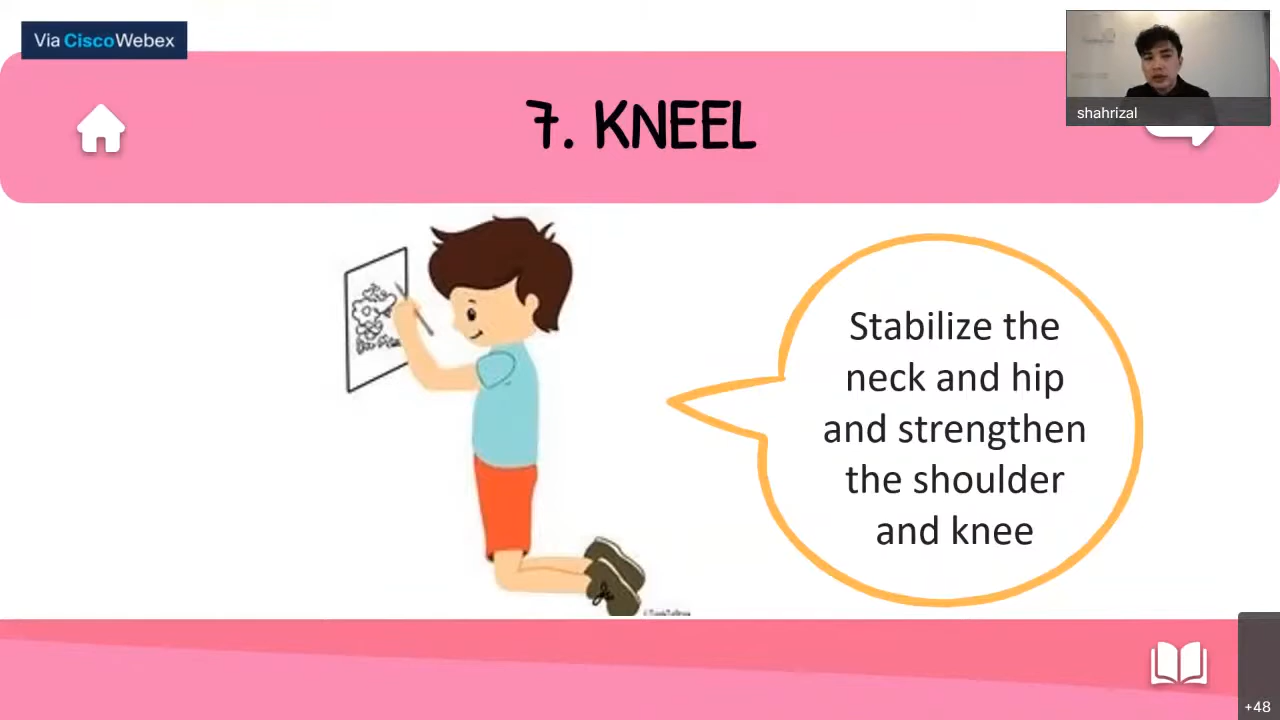 Via CiscoWebex
7. KNEEL
shahrizal
Stabilize the
neck and hip
and strengthen
the shoulder
and knee
+48